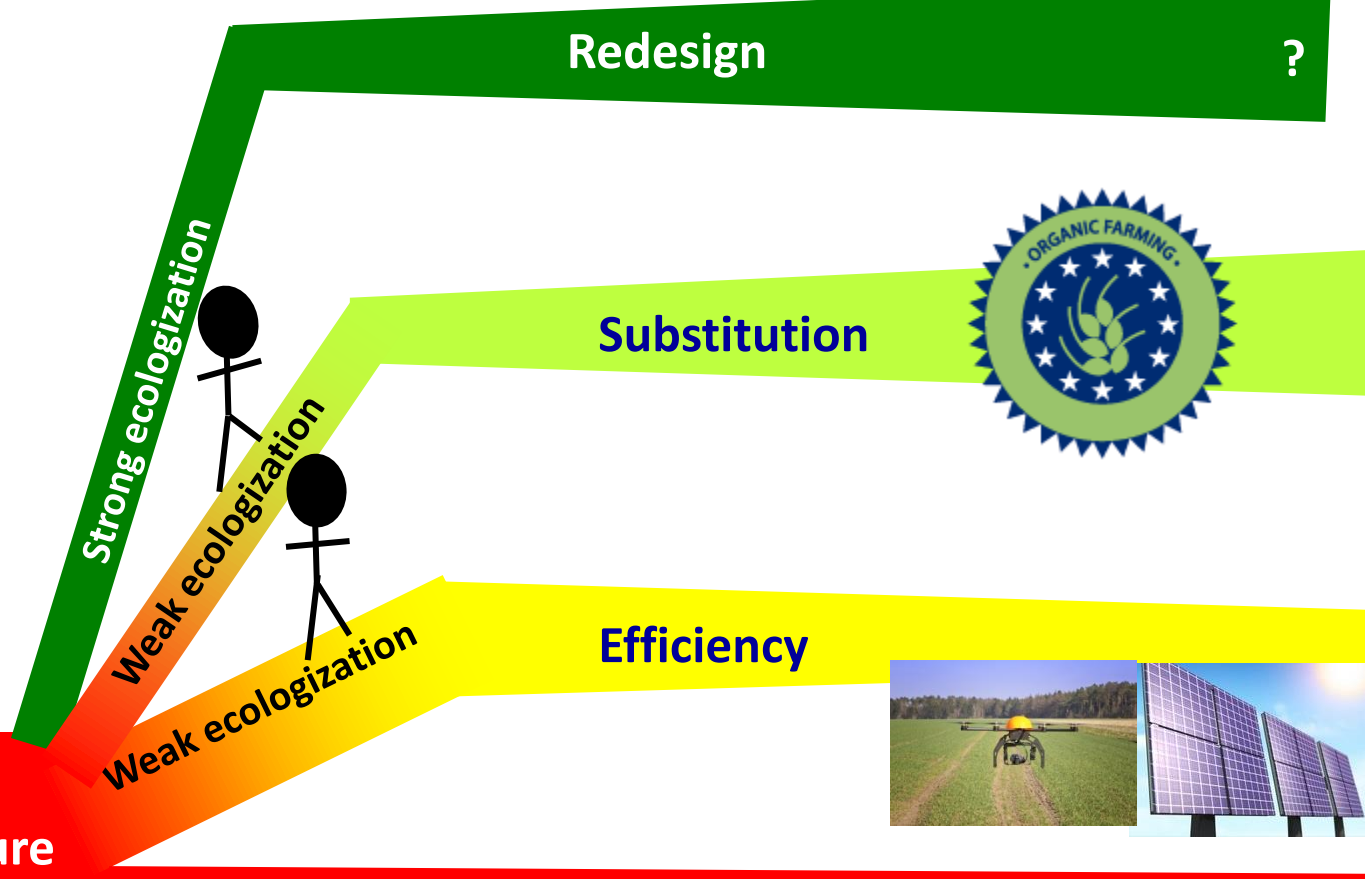 Redesign
?
Strong ecologization
• ORGANIC FARMING •
Substitution
Weak ecologization
Efficiency
Weak ecologization
ure